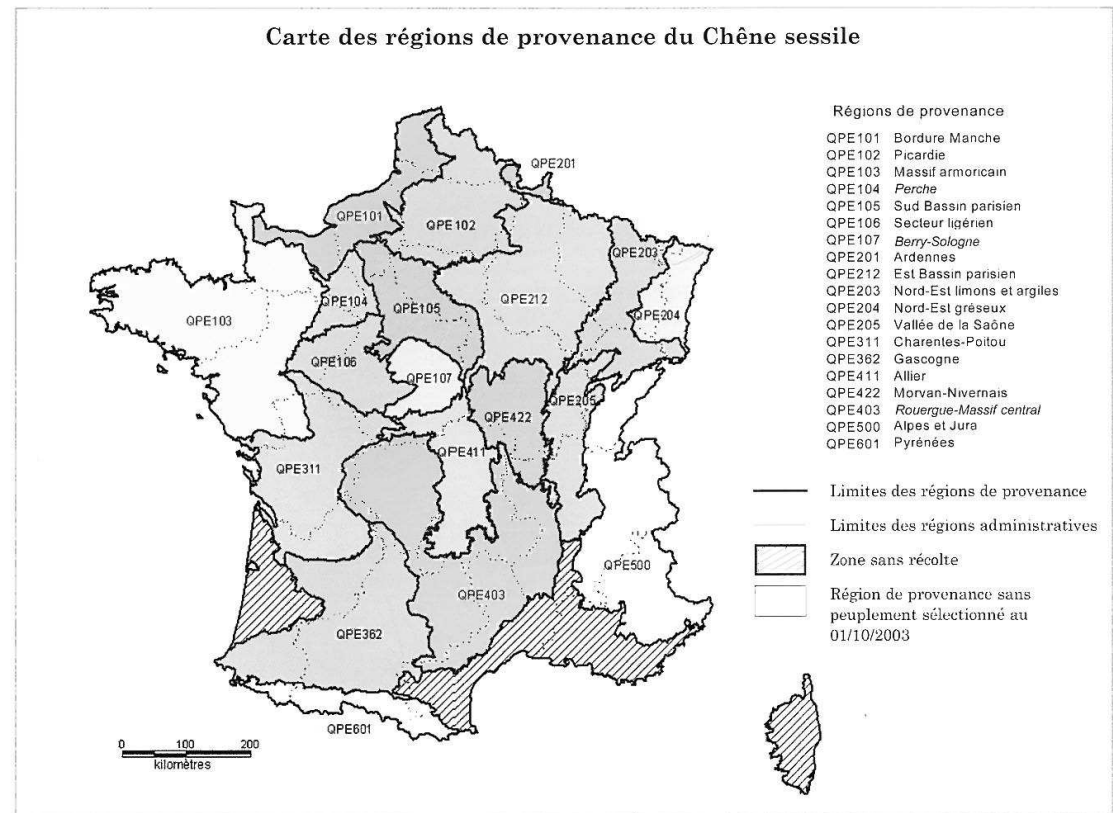 Carte des régions de provenance du Chêne sessile
Régions de provenance
QPE101 Bordure Manche
QPE102 Picardie
QPE103 Massif armoricain
QPE104 Perche
QPE105 Sud Bassin parisien
QPE106 Secteur ligérien
QPE107 Berry-Sologne
QPE201 Ardennes
QPE212 Est Bassin parisien
QPE203 Nord-Est limons et argiles
QPE204 Nord-Est gréseux
QPE205 Vallée de la Saône
QPE311 Charentes-Poitou
QPE362 Gascogne
QPE411 Allier
QPE422 Morvan-Nivernais
QPE403 Rouergue-Massif central
QPE500 Alpes et Jura
QPE601 Pyrénées
Limites des régions de provenance
Limites des régions administratives
Zone sans récolte
Région de provenance sans
peuplement sélectionné au
01/10/2003
QPE201
QPE101
QPE102
QPE203
QPE104
QPE212
QPE105
QPE204
QPE103
QPE106
QPE107
QPE205
QPE422
QPE411
QPE311
QPE500
QPE403
QPE362
QPE601
0 100 200
kilomètres